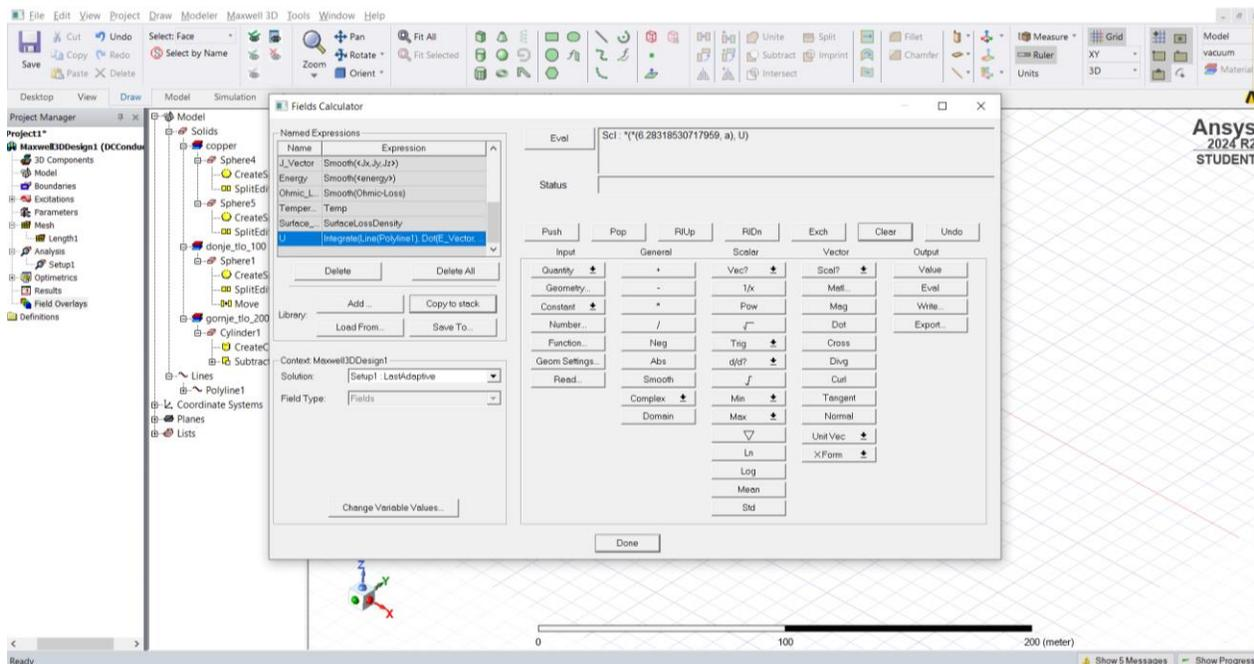 File Edit View Project Draw Modeler Maxwell 3D Tools Window Help
Save
Cut
Copy
Paste
Undo
Redo
Delete
Select: Face
Select by Name
Zoom
Pan
Rotate
Orient
Fit All
Fit Selected
Unite
Subtract
Intersect
Split
Imprint
Fillet
Chamfer
Measure
Ruler
Units
Grid
XY
3D
Model
vacuum
Material
Desktop View Draw Model Simulation
Project Manager
Project1*
Maxwell3DDesign1 (DCCondu
3D Components
Model
Boundaries
Excitations
Parameters
Mesh
Length1
Analysis
Setup1
Optimetrics
Results
Field Overlays
Definitions
Model
Solids
copper
Sphere4
CreateS
SplitEdi
Sphere5
CreateS
SplitEdi
donje_tlo_100
Sphere1
CreateS
SplitEdi
Move
gornje_tlo_200
Cylinder1
CreateC
Subtract
Lines
Polyline1
Coordinate Systems
Planes
Lists
Fields Calculator
Named Expressions
Name Expression
J_Vector Smooth(<Jx,Jy,Jz>)
Energy Smooth(<energy>)
Ohmic_L... Smooth(Ohmic-Loss)
Temper... Temp
Surface_... SurfaceLossDensity
U Integrate(Line(Polyline1), Dot(E_Vector,...
Delete Delete All
Library:
Add ... Copy to stack
Load From... Save To...
Context: Maxwell3DDesign1
Solution: Setup1 : LastAdaptive
Field Type: Fields
Change Variable Values...
Eval
Scl : *(*(6.28318530717959, a), U)
Status
Push Pop RlUp RlDn Exch Clear Undo
Input General Scalar Vector Output
Quantity + Vec? Scal? Value
Geometry... - 1/x Matl... Eval
Constant * Pow Mag Write...
Number... / √ Dot Export...
Function... Neg Trig Cross
Geom Settings... Abs d/d? Divg
Read... Smooth ∫ Curl
Complex Min Tangent
Domain Max Normal
▽ Unit Vec
Ln XForm
Log
Mean
Std
Done
Ansys
2024 R2
STUDENT
Z
Y
X
0 100 200 (meter)
Ready
Show 5 Messages Show Progress